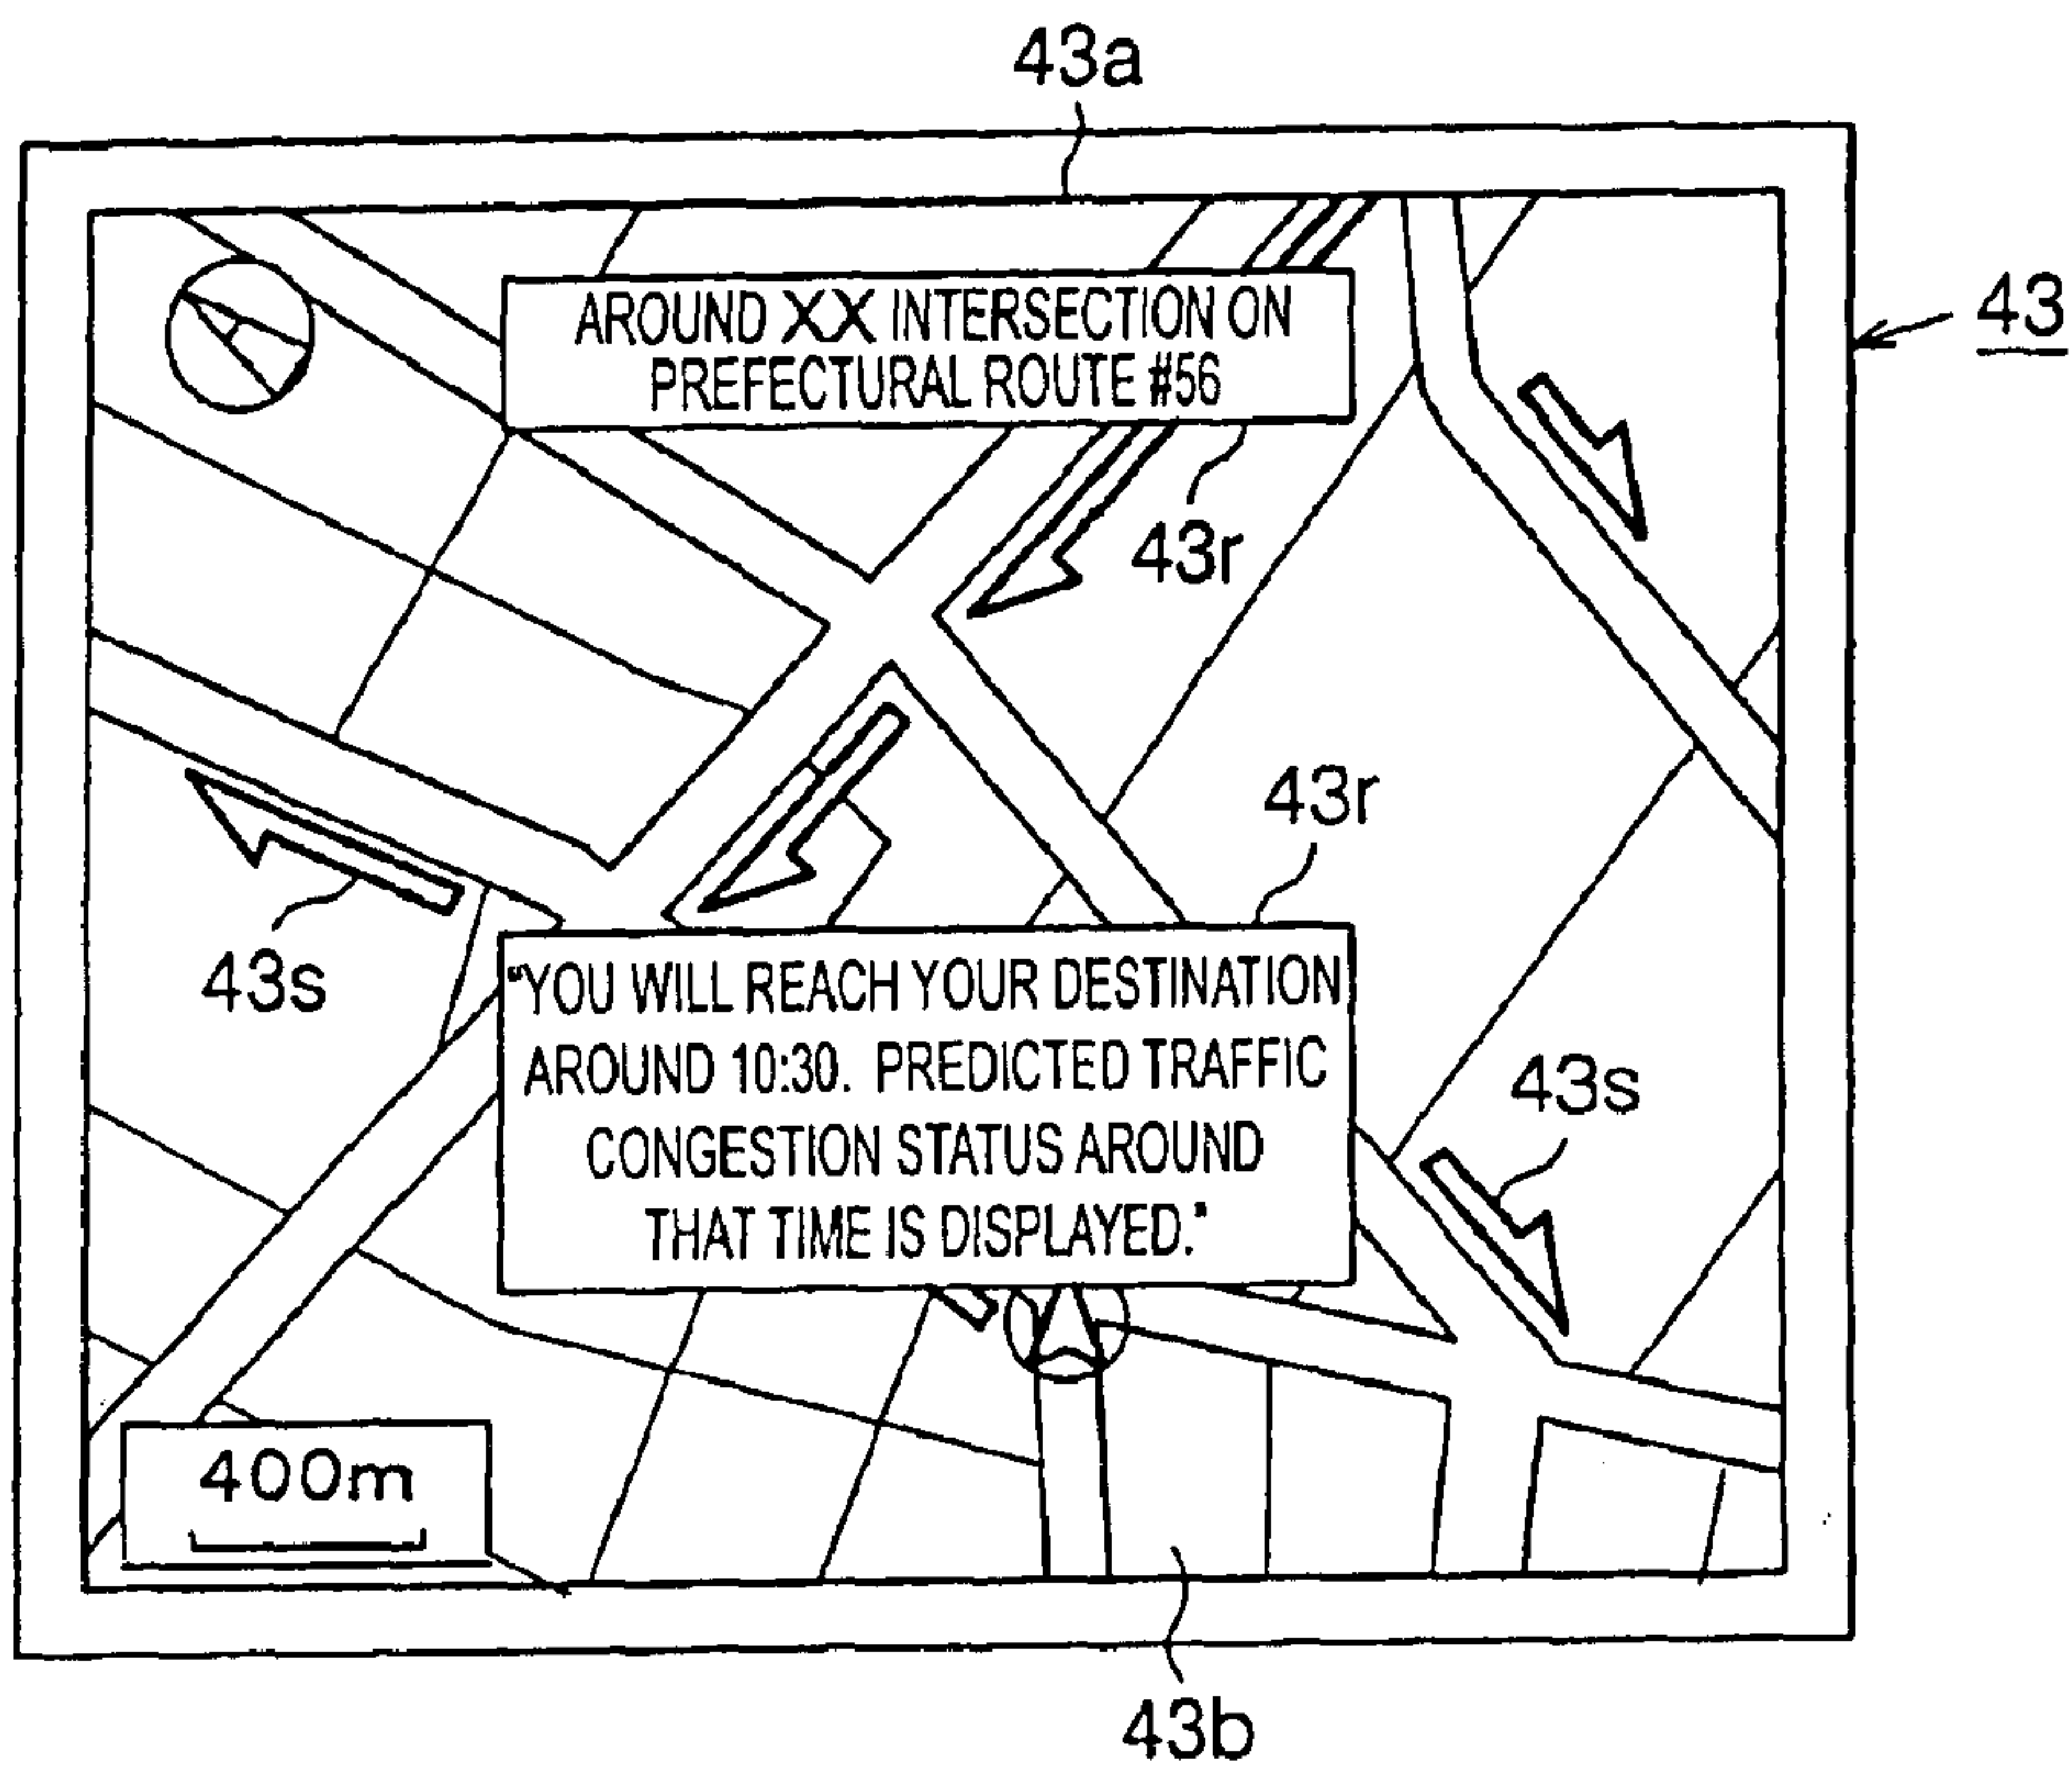 43a
43
AROUND XX INTERSECTION ON
PREFECTURAL ROUTE #56
43r
43r
43s
"YOU WILL REACH YOUR DESTINATION
AROUND 10:30. PREDICTED TRAFFIC
CONGESTION STATUS AROUND
THAT TIME IS DISPLAYED."
43s
400m
43b